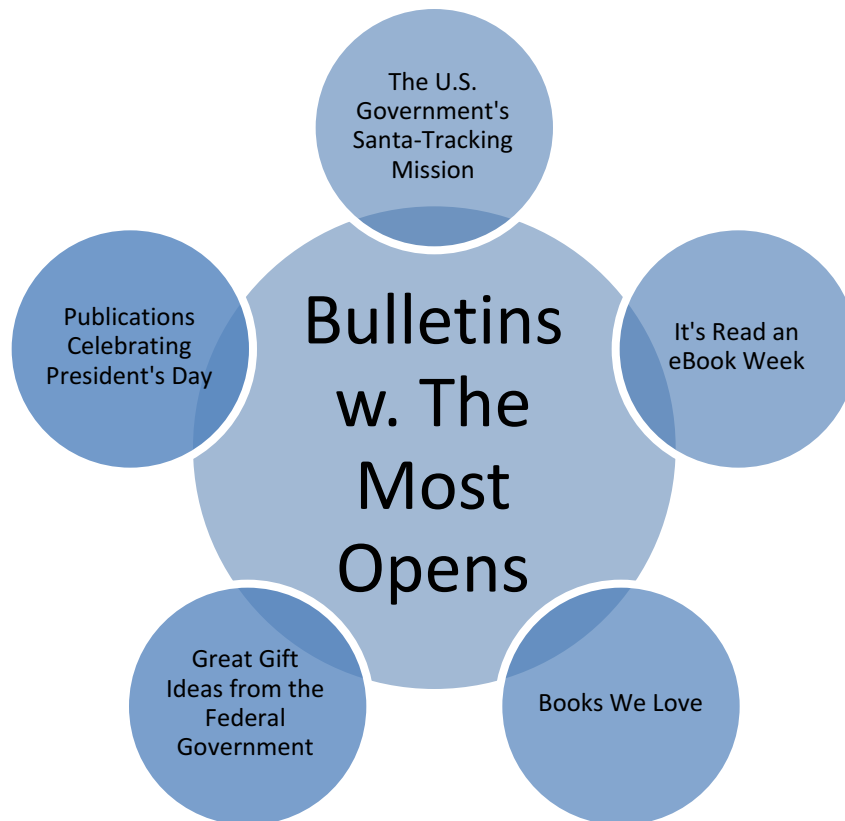 The U.S.
Government's
Santa-Tracking
Mission
Bulletins
w. The
Most
Opens
It's Read an
eBook Week
Books We Love
Great Gift
Ideas from the
Federal
Government
Publications
Celebrating
President's Day